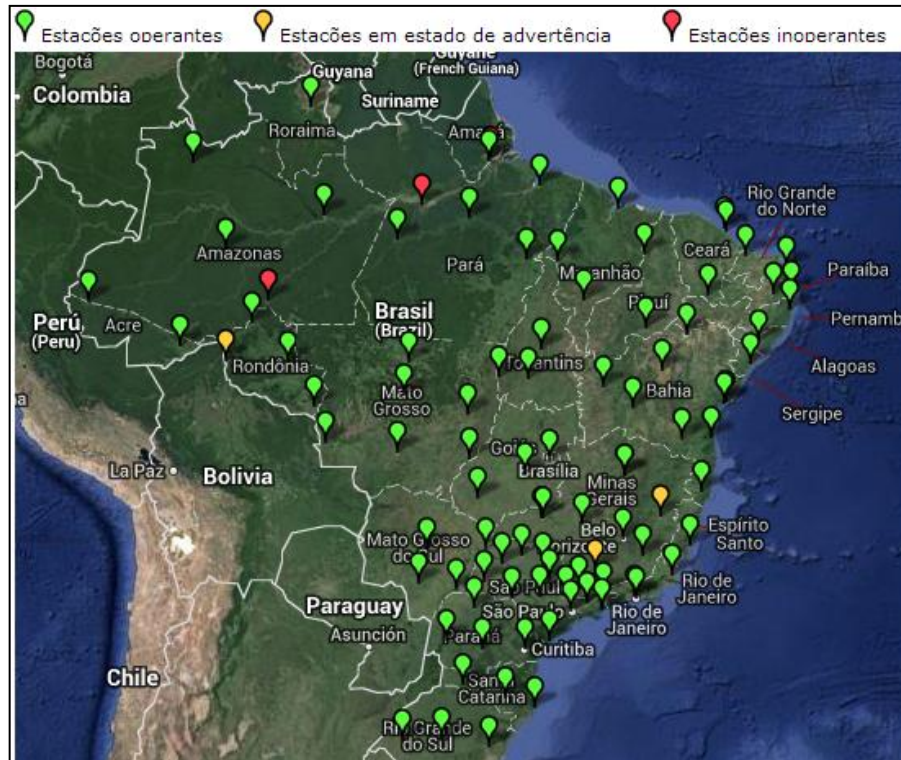 Estações operantes
Estações em estado de advertência
Estações inoperantes
Bogotá
Colombia
Guyana
Guyane
(French Guiana)
Suriname
Roraima
Amapá
Rio Grande
do Norte
Amazonas
Pará
Maranhão
Ceará
Paraíba
Piauí
Pernamb
Perú
(Peru)
Acre
Brasil
(Brazil)
Rondônia
Tocantins
Alagoas
Mato
Grosso
Bahia
Sergipe
La Paz
Bolivia
Goiás
Brasília
Minas
Gerais
Mato Grosso
do Sul
Belo
Horizonte
Espírito
Santo
São Paulo
Rio de
Janeiro
Paraguay
Asunción
São Paulo
Rio de
Janeiro
Paraná
Curitiba
Chile
Santa
Catarina
Rio Grande
do Sul